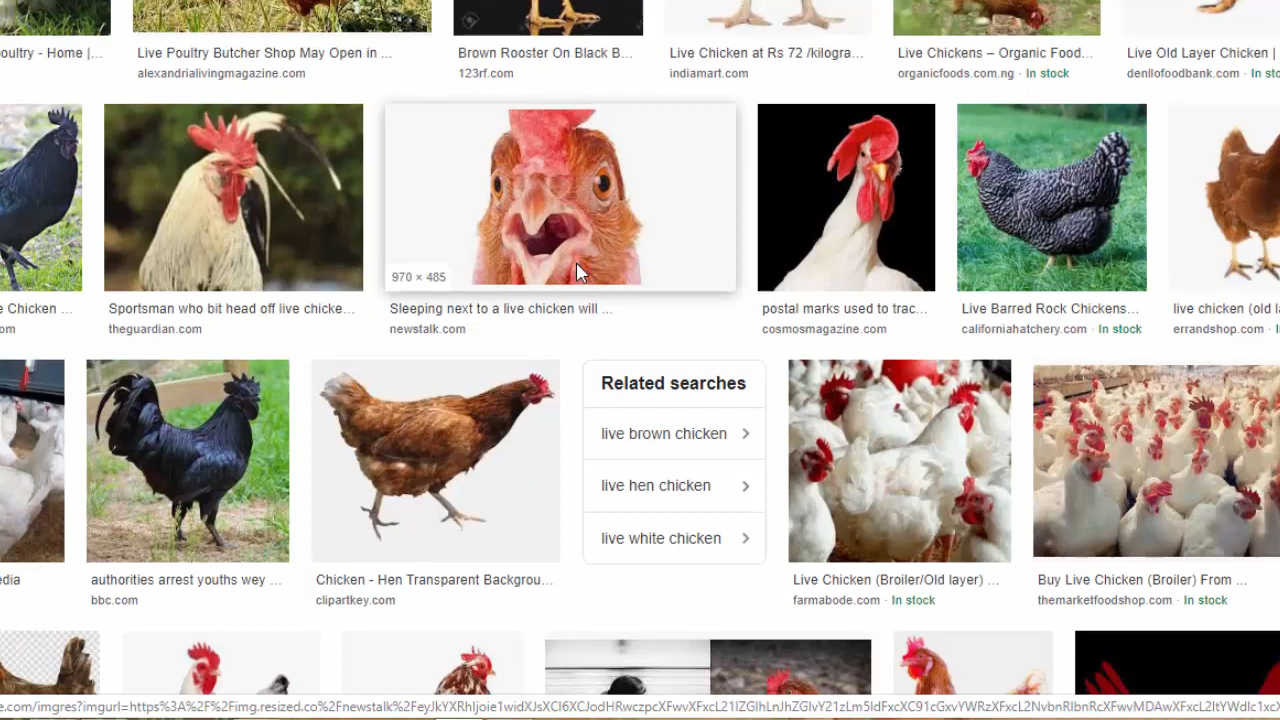 oultry - Home |...
Live Poultry Butcher Shop May Open in ...
Brown Rooster On Black B...
Live Chicken at Rs 72 /kilogra...
Live Chickens – Organic Food...
Live Old Layer Chicken |
alexandrialivingmagazine.com
123rf.com
indiamart.com
organicfoods.com.ng · In stock
denllofoodbank.com · In sto
970 × 485
e Chicken ...
Sportsman who bit head off live chicke...
Sleeping next to a live chicken will ...
postal marks used to trac...
Live Barred Rock Chickens...
live chicken (old la
om
theguardian.com
newstalk.com
cosmosmagazine.com
californiahatchery.com · In stock
errandshop.com ·
Related searches
live brown chicken
live hen chicken
live white chicken
edia
authorities arrest youths wey ...
Chicken - Hen Transparent Backgrou...
Live Chicken (Broiler/Old layer) ...
Buy Live Chicken (Broiler) From ...
bbc.com
clipartkey.com
farmabode.com · In stock
themarketfoodshop.com · In stock